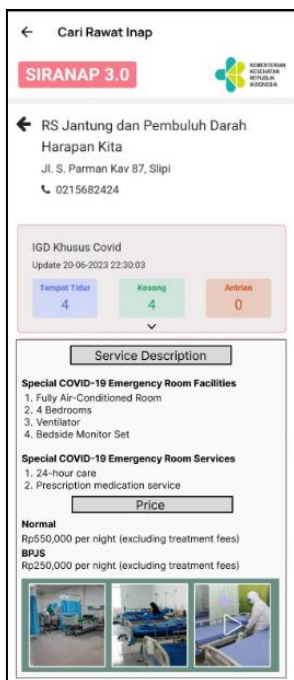 Cari Rawat Inap
SIRANAP 3.0
KEMENTERIAN
KESEHATAN
REPUBLIK
INDONESIA
RS Jantung dan Pembuluh Darah
Harapan Kita
Jl. S. Parman Kav 87, Slipi
0215682424
IGD Khusus Covid
Update 20-06-2023 22:30:03
Tempat Tidur
4
Kosong
4
Antrian
0
Service Description
Special COVID-19 Emergency Room Facilities
1. Fully Air-Conditioned Room
2. 4 Bedrooms
3. Ventilator
4. Bedside Monitor Set
Special COVID-19 Emergency Room Services
1. 24-hour care
2. Prescription medication service
Price
Normal
Rp550,000 per night (excluding treatment fees)
BPJS
Rp250,000 per night (excluding treatment fees)